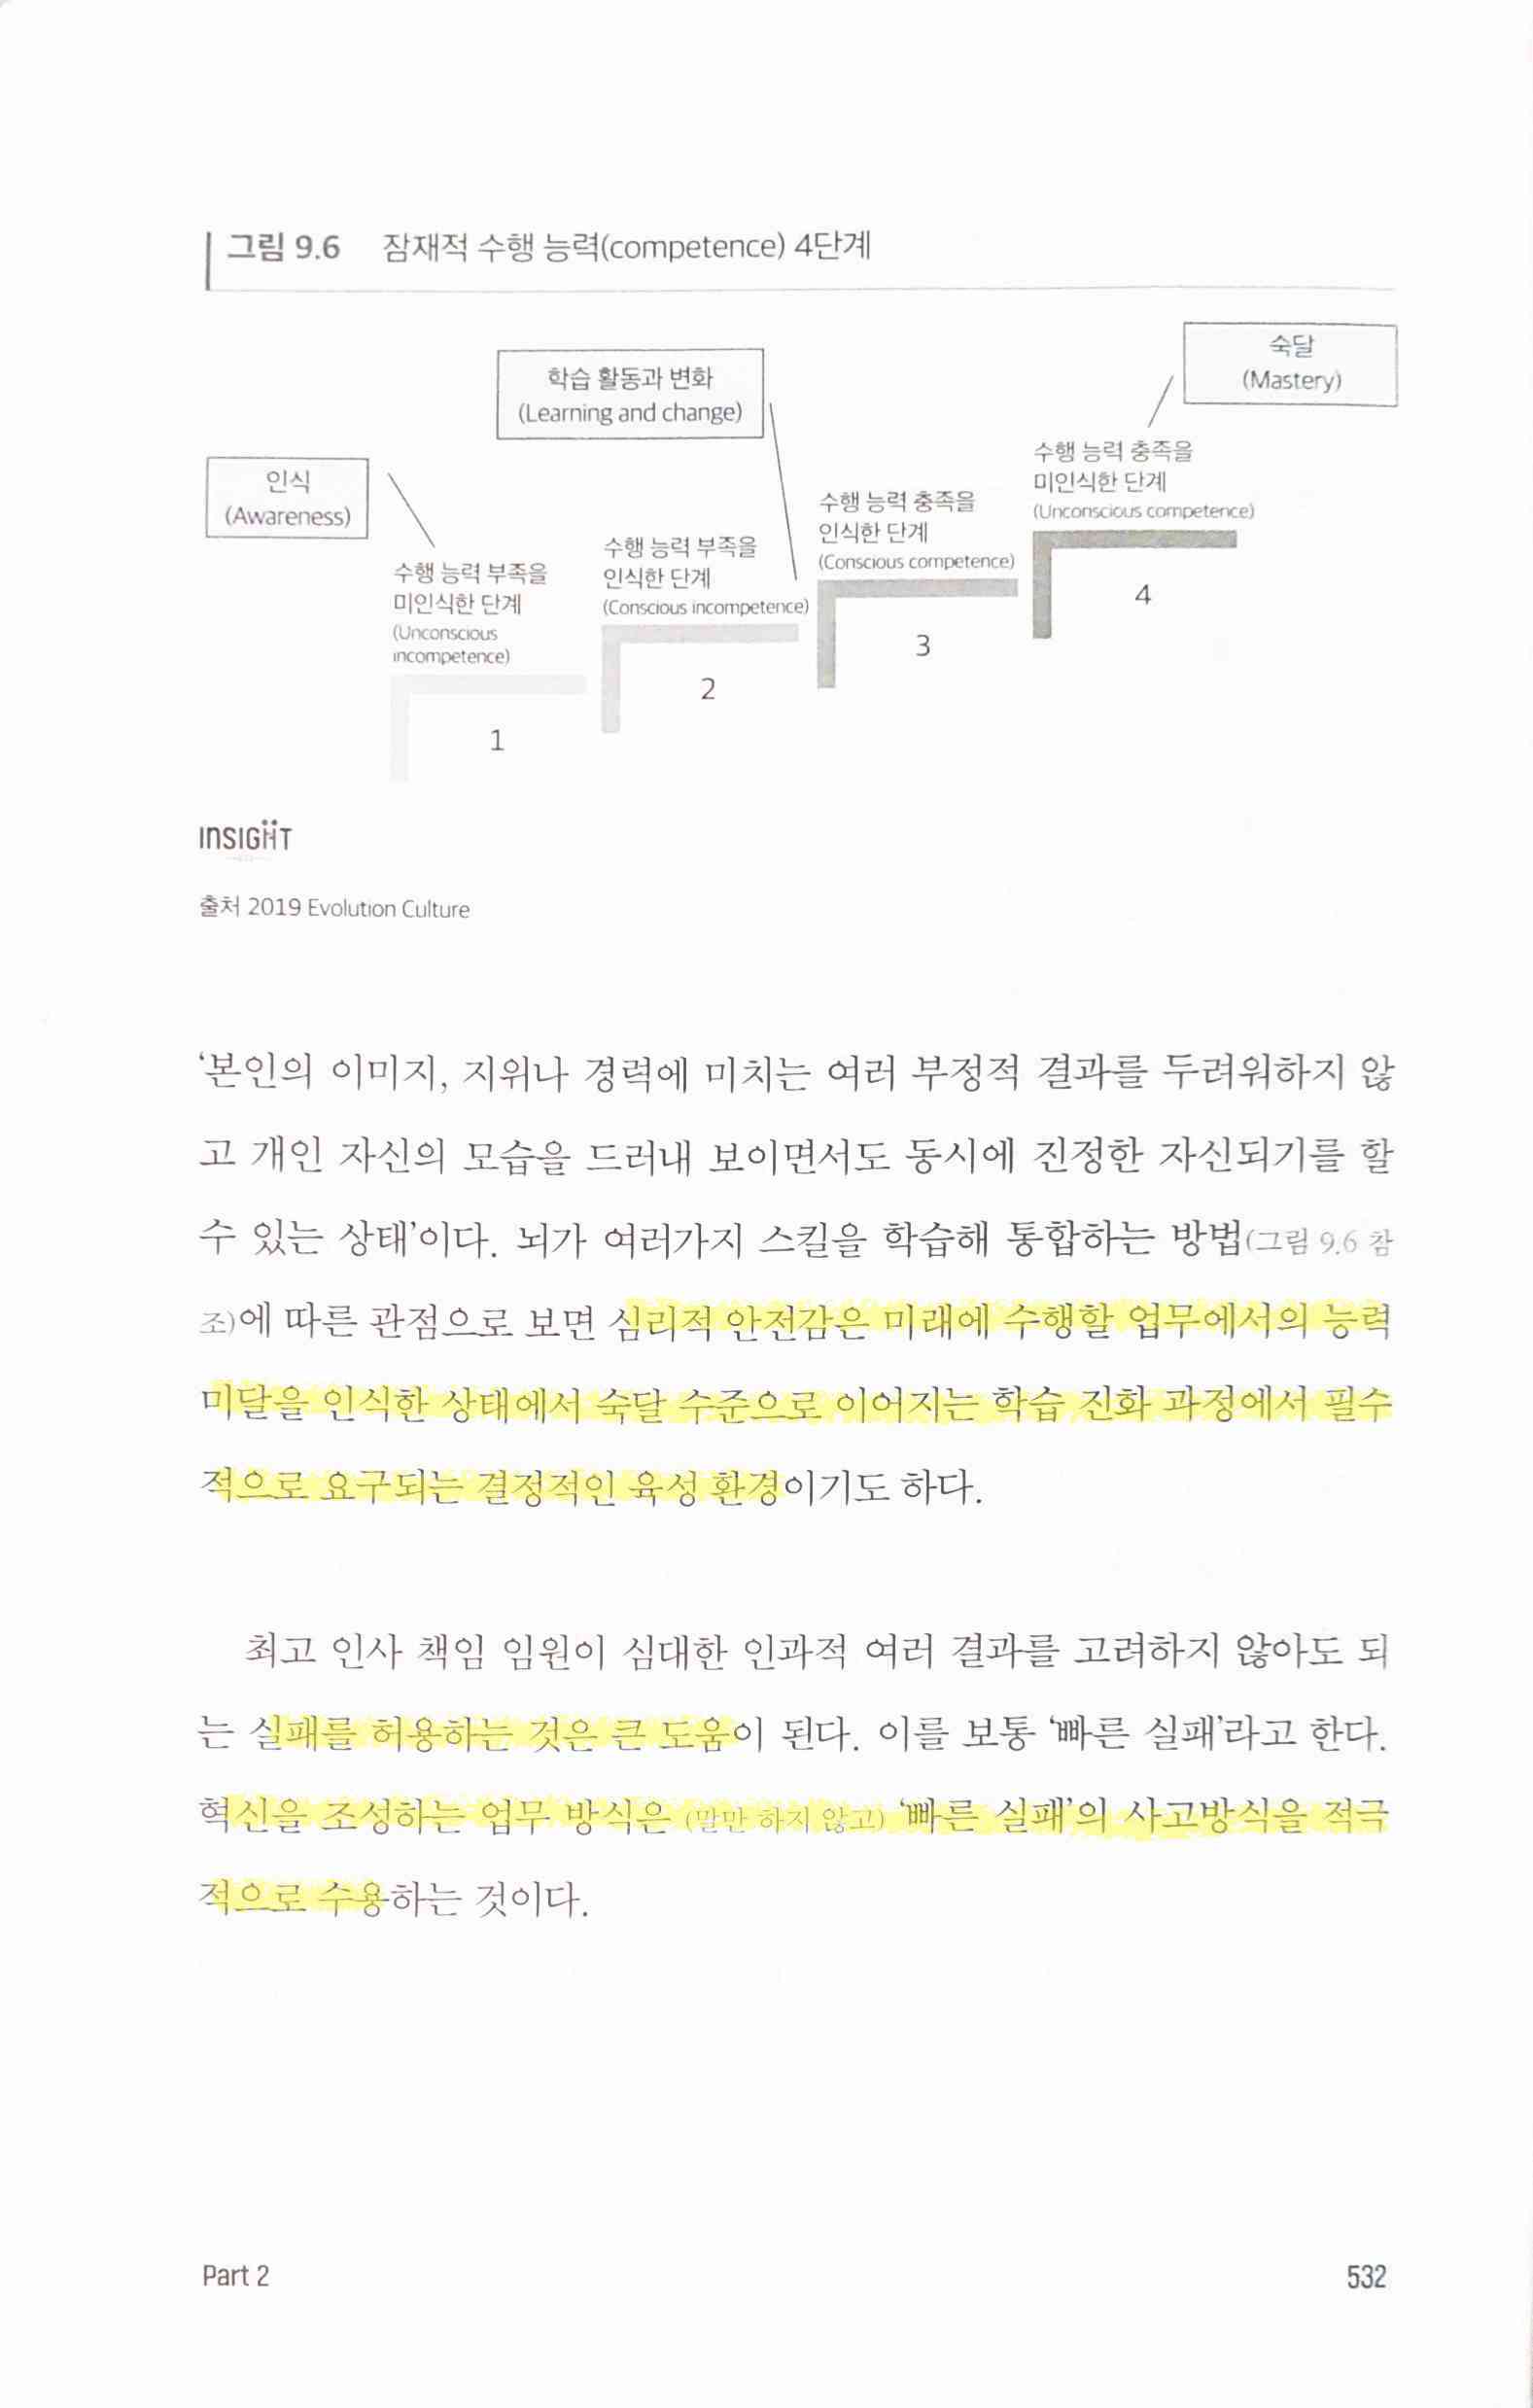 그림 9.6 잠재적 수행 능력(competence) 4단계
숙달
(Mastery)
학습 활동과 변화
(Learning and change)
인식
(Awareness)
수행 능력 부족을
미인식한 단계
(Unconscious
incompetence)
1
수행 능력 부족을
인식한 단계
(Conscious incompetence)
2
수행 능력 충족을
인식한 단계
(Conscious competence)
3
수행 능력 충족을
미인식한 단계
(Unconscious competence)
4
INSIGHT
출처 2019 Evolution Culture
‘본인의 이미지, 지위나 경력에 미치는 여러 부정적 결과를 두려워하지 않
고 개인 자신의 모습을 드러내 보이면서도 동시에 진정한 자신되기를 할
수 있는 상태’이다. 뇌가 여러가지 스킬을 학습해 통합하는 방법(그림 9.6 참
조)에 따른 관점으로 보면 심리적 안전감은 미래에 수행할 업무에서의 능력
미달을 인식한 상태에서 숙달 수준으로 이어지는 학습 진화 과정에서 필수
적으로 요구되는 결정적인 육성 환경이기도 하다.
최고 인사 책임 임원이 심대한 인과적 여러 결과를 고려하지 않아도 되
는 실패를 허용하는 것은 큰 도움이 된다. 이를 보통 ‘빠른 실패’라고 한다.
혁신을 조성하는 업무 방식은 (말만 하지 않고) ‘빠른 실패’의 사고방식을 적극
적으로 수용하는 것이다.
Part 2
532